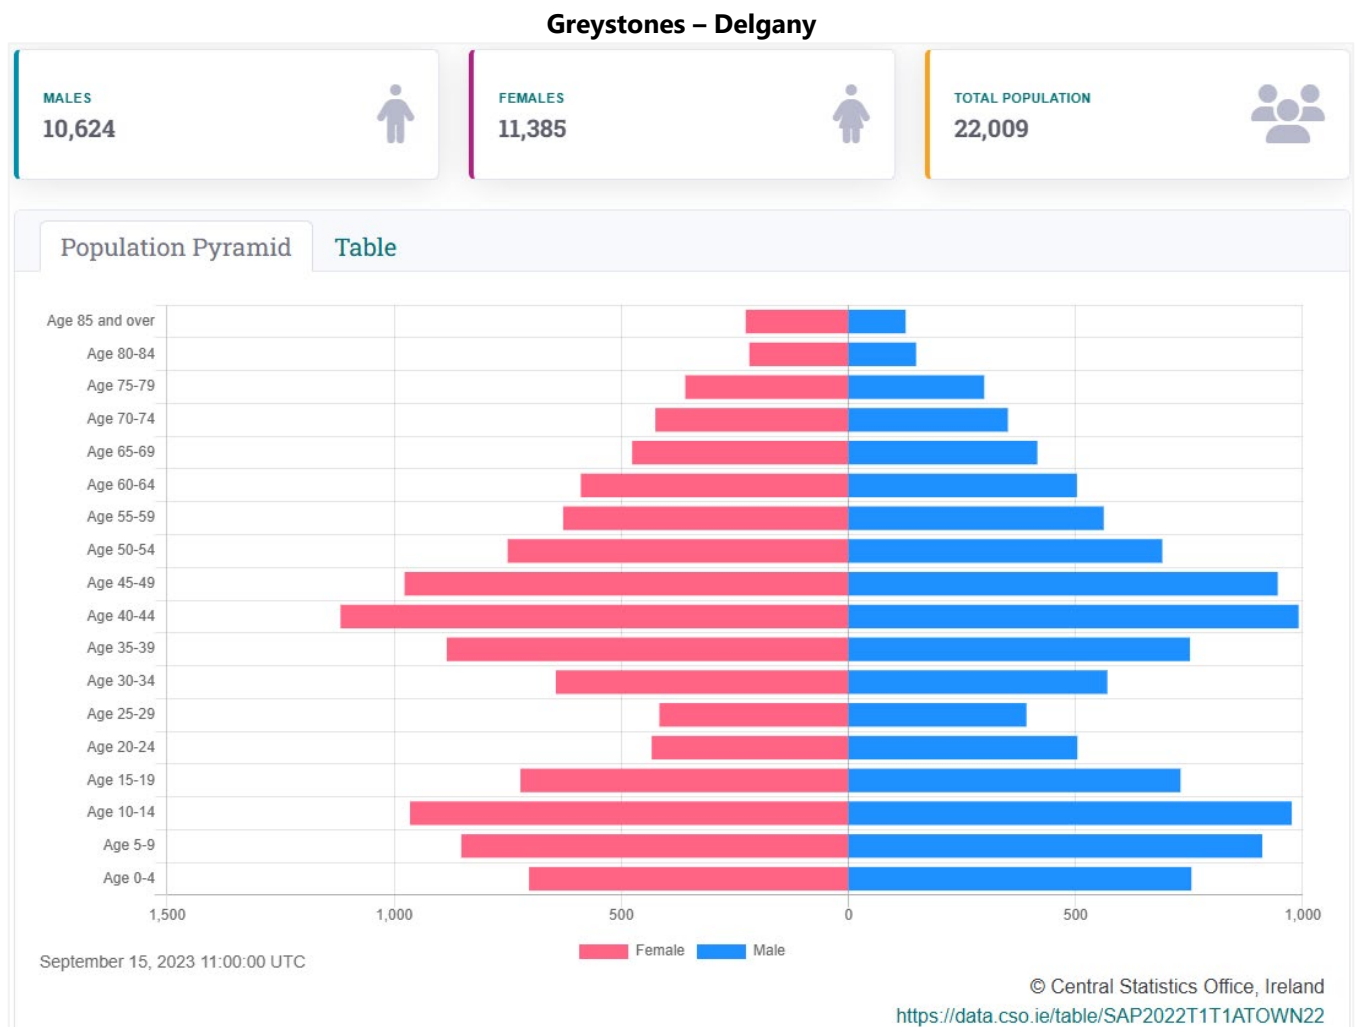 Greystones – Delgany
MALES
10,624
FEMALES
11,385
TOTAL POPULATION
22,009
Population Pyramid
Table
Age 85 and over
Age 80-84
Age 75-79
Age 70-74
Age 65-69
Age 60-64
Age 55-59
Age 50-54
Age 45-49
Age 40-44
Age 35-39
Age 30-34
Age 25-29
Age 20-24
Age 15-19
Age 10-14
Age 5-9
Age 0-4
1,500 1,000 500 0 500 1,000
Female Male
September 15, 2023 11:00:00 UTC
© Central Statistics Office, Ireland
https://data.cso.ie/table/SAP2022T1T1ATOWN22